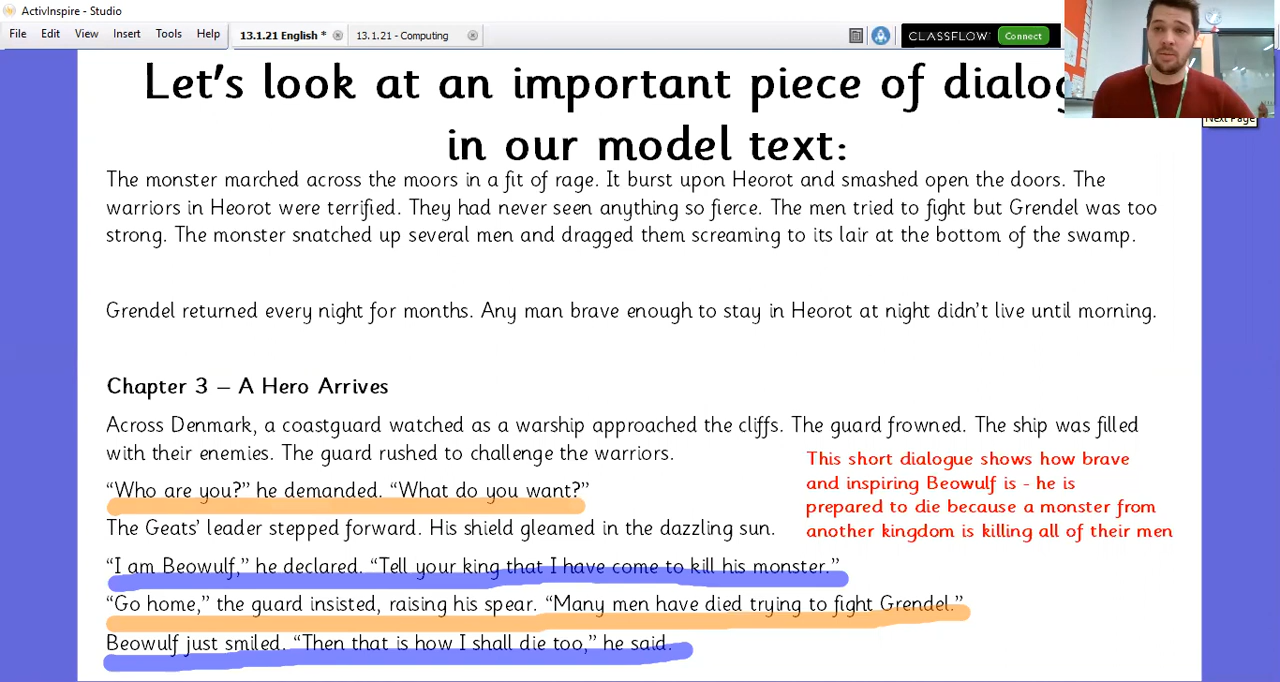 ActivInspire - Studio
File Edit View Insert Tools Help 13.1.21 English * 13.1.21 - Computing CLASSFLOW Connect
Let's look at an important piece of
Next Page
in our model text:
The monster marched across the moors in a fit of rage. It burst upon Heorot and smashed open the doors. The
warriors in Heorot were terrified. They had never seen anything so fierce. The men tried to fight but Grendel was too
strong. The monster snatched up several men and dragged them screaming to its lair at the bottom of the swamp.
Grendel returned every night for months. Any man brave enough to stay in Heorot at night didn't live until morning.
Chapter 3 – A Hero Arrives
Across Denmark, a coastguard watched as a warship approached the cliffs. The guard frowned. The ship was filled
with their enemies. The guard rushed to challenge the warriors.
"Who are you?" he demanded. "What do you want?"
The Geats' leader stepped forward. His shield gleamed in the dazzling sun.
"I am Beowulf," he declared. "Tell your king that I have come to kill his monster."
"Go home," the guard insisted, raising his spear. "Many men have died trying to fight Grendel."
Beowulf just smiled. "Then that is how I shall die too," he said.
This short dialogue shows how brave
and inspiring Beowulf is - he is
prepared to die because a monster from
another kingdom is killing all of their men